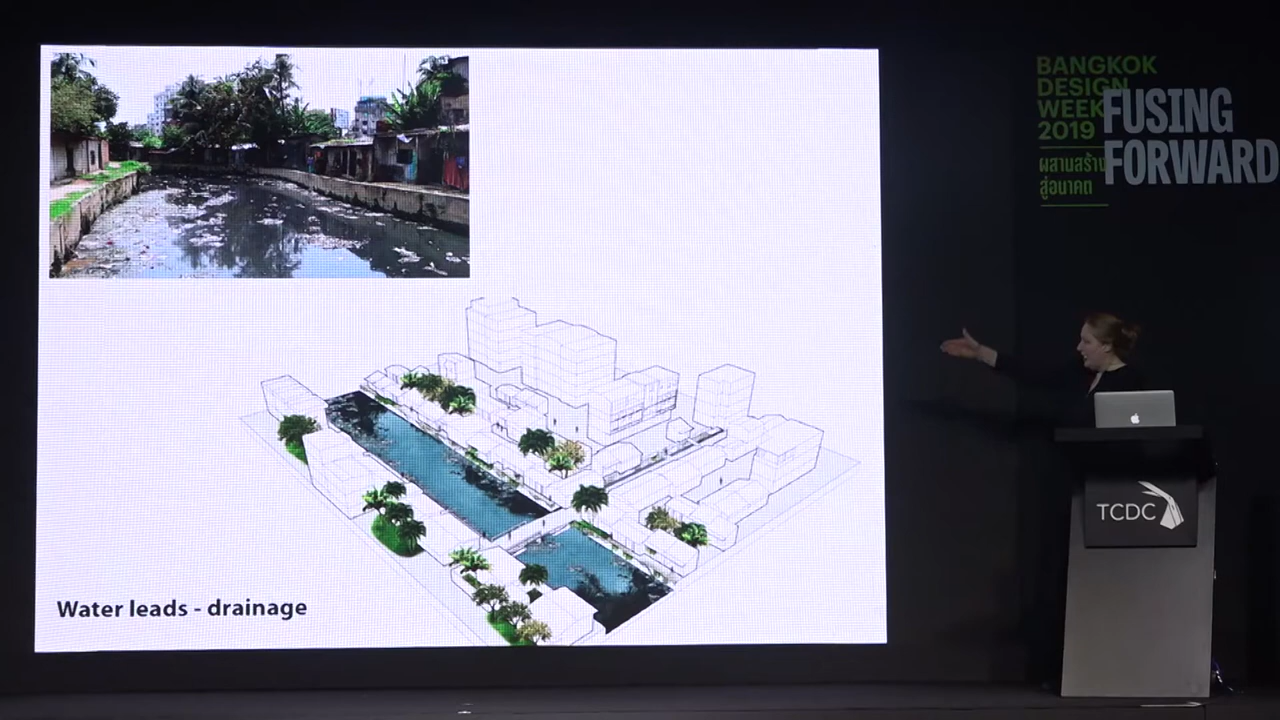 BANGKOK
DESIGN
WEEK
2019
FUSING
FORWARD
ผสานสร้าง
สู่อนาคต
Water leads - drainage
TCDC